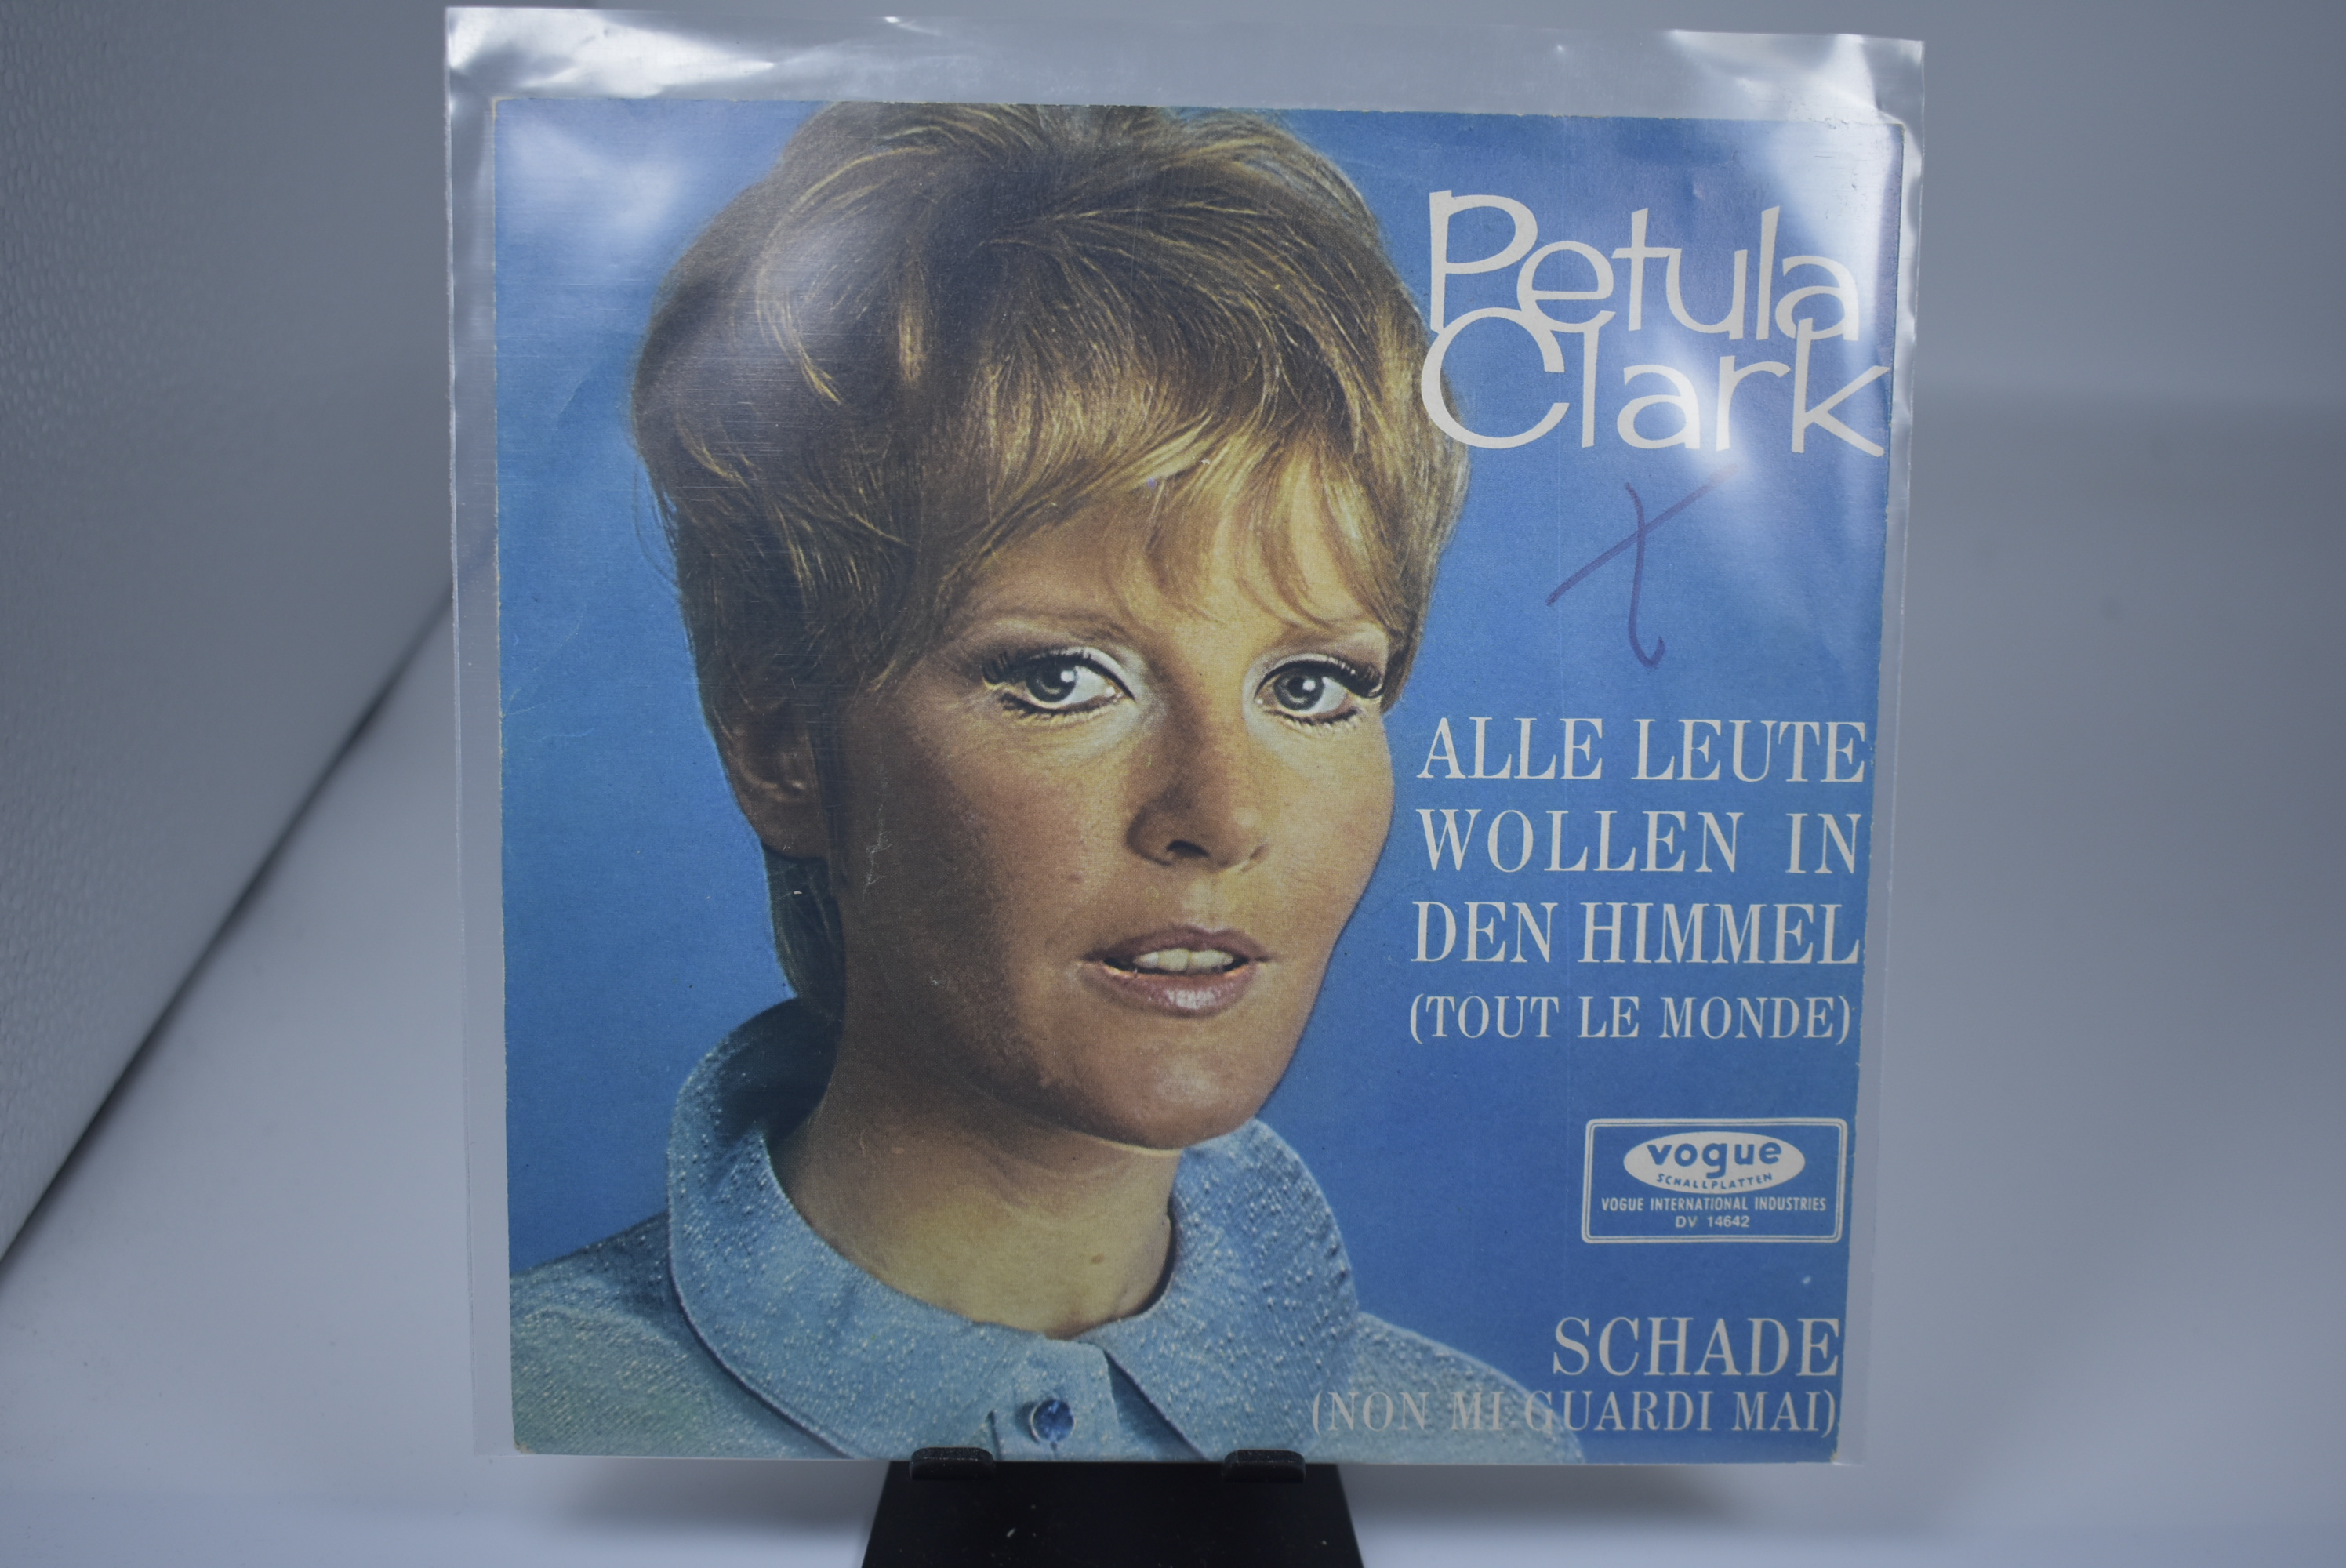 Petula
Clark
ALLE LEUTE
WOLLEN IN
DEN HIMMEL
(TOUT LE MONDE)
vogue
SCHALLPLATTEN
VOGUE INTERNATIONAL INDUSTRIES
DV 14642
SCHADE
(NON MI GUARDI MAI)